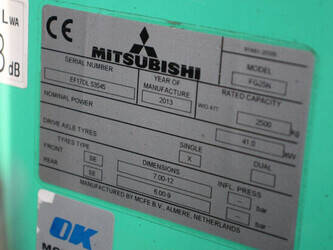 LWA
dB
CE
MITSUBISHI
SERIAL NUMBER
EF17DL 53545
YEAR OF
MANUFACTURE
2013
MODEL
FG25N
RATED CAPACITY
W/O ATT
2500
kg
NOMINAL POWER
41.0
kW
DRIVE AXLE TYRES
SINGLE
X
DUAL
TYRES TYPE
DIMENSIONS
INFL. PRESS
FRONT
SE
7.00-12
Bar
REAR
SE
6.00-9
Bar
MANUFACTURED BY MCFE B.V., ALMERE, NETHERLANDS
OK